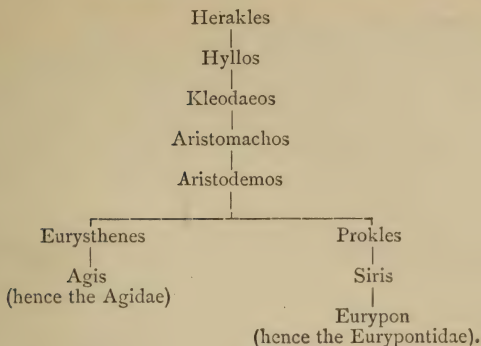 Herakles
Hyllos
Kleodaeos
Aristomachos
Aristodemos
Eurysthenes Prokles
Agis Siris
(hence the Agidae)
Eurypon
(hence the Eurypontidae).